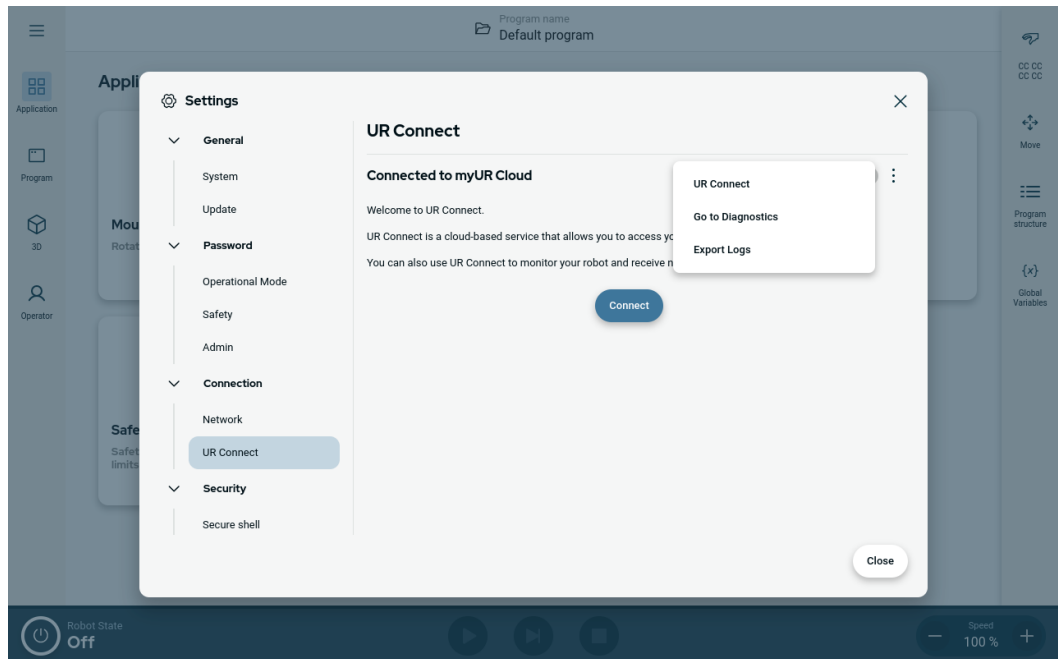 Program name
Default program
Application
Program
3D
Operator
Appli
Mou
Rotat
Safe
Safet
limits
Settings
General
System
Update
Password
Operational Mode
Safety
Admin
Connection
Network
UR Connect
Security
Secure shell
UR Connect
Connected to myUR Cloud
Welcome to UR Connect.
UR Connect is a cloud-based service that allows you to access yo
You can also use UR Connect to monitor your robot and receive n
Connect
UR Connect
Go to Diagnostics
Export Logs
Close
CC CC
CC CC
Move
Program
structure
{x}
Global
Variables
Robot State
Off
Speed
100 %